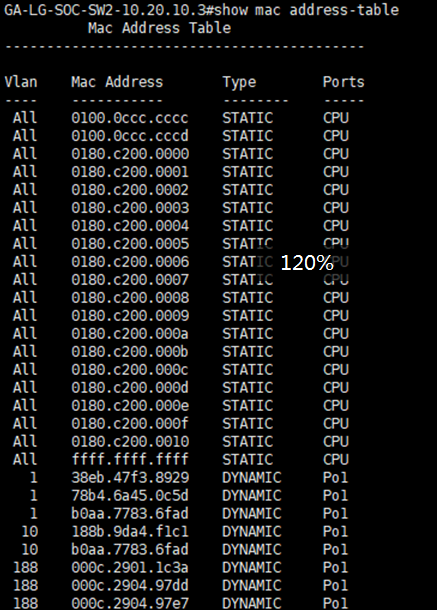 GA-LG-SOC-SW2-10.20.10.3#show mac address-table
Mac Address Table
-------------------------------------------
Vlan Mac Address Type Ports
---- ----------- -------- -----
All 0100.0ccc.cccc STATIC CPU
All 0100.0ccc.cccd STATIC CPU
All 0180.c200.0000 STATIC CPU
All 0180.c200.0001 STATIC CPU
All 0180.c200.0002 STATIC CPU
All 0180.c200.0003 STATIC CPU
All 0180.c200.0004 STATIC CPU
All 0180.c200.0005 STATIC CPU
All 0180.c200.0006 STATIC CPU
120%
All 0180.c200.0007 STATIC CPU
All 0180.c200.0008 STATIC CPU
All 0180.c200.0009 STATIC CPU
All 0180.c200.000a STATIC CPU
All 0180.c200.000b STATIC CPU
All 0180.c200.000c STATIC CPU
All 0180.c200.000d STATIC CPU
All 0180.c200.000e STATIC CPU
All 0180.c200.000f STATIC CPU
All 0180.c200.0010 STATIC CPU
All ffff.ffff.ffff STATIC CPU
1 38eb.47f3.8929 DYNAMIC Po1
1 78b4.6a45.0c5d DYNAMIC Po1
1 b0aa.7783.6fad DYNAMIC Po1
10 188b.9da4.f1c1 DYNAMIC Po1
10 b0aa.7783.6fad DYNAMIC Po1
188 000c.2901.1c3a DYNAMIC Po1
188 000c.2904.97dd DYNAMIC Po1
188 000c.2904.97e7 DYNAMIC Po1